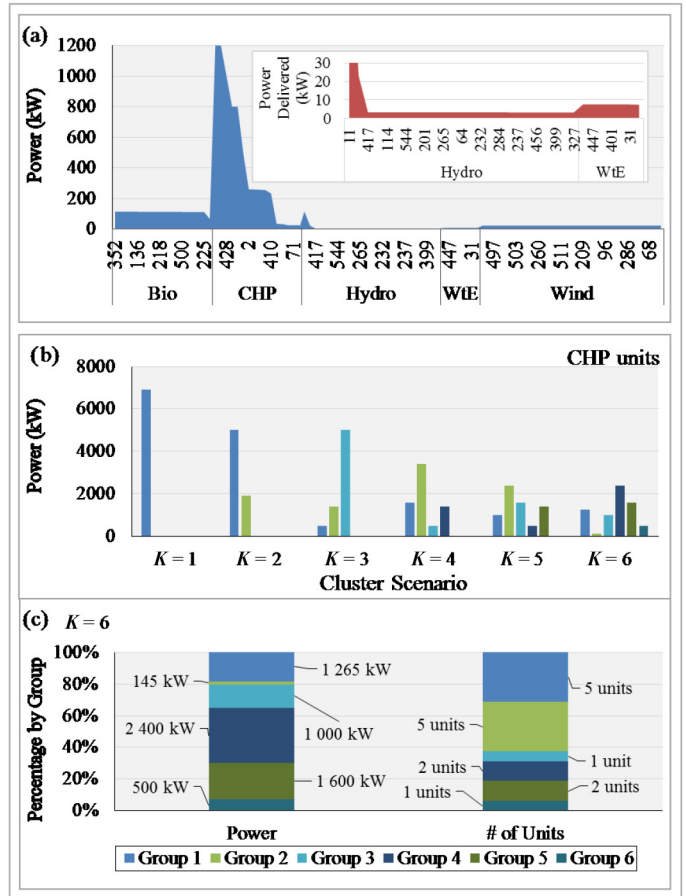 (a)
1200
1000
800
600
400
200
0
Power (kW)
30
20
10
0
Power
Delivered
(kW)
11 417 114 544 201 265 64 232 284 237 456 399 327 447 401 31
Hydro WtE
352 136 218 500 225 428 2 410 71 417 544 265 232 237 399 447 31 497 503 260 511 209 96 286 68
Bio CHP Hydro WtE Wind
(b)
CHP units
8000
6000
4000
2000
0
Power (kW)
K = 1 K = 2 K = 3 K = 4 K = 5 K = 6
Cluster Scenario
(c) K = 6
100%
80%
60%
40%
20%
0%
Percentage by Group
1 265 kW
145 kW
1 000 kW
2 400 kW
1 600 kW
500 kW
5 units
5 units
1 unit
2 units
2 units
1 units
Power # of Units
Group 1 Group 2 Group 3 Group 4 Group 5 Group 6